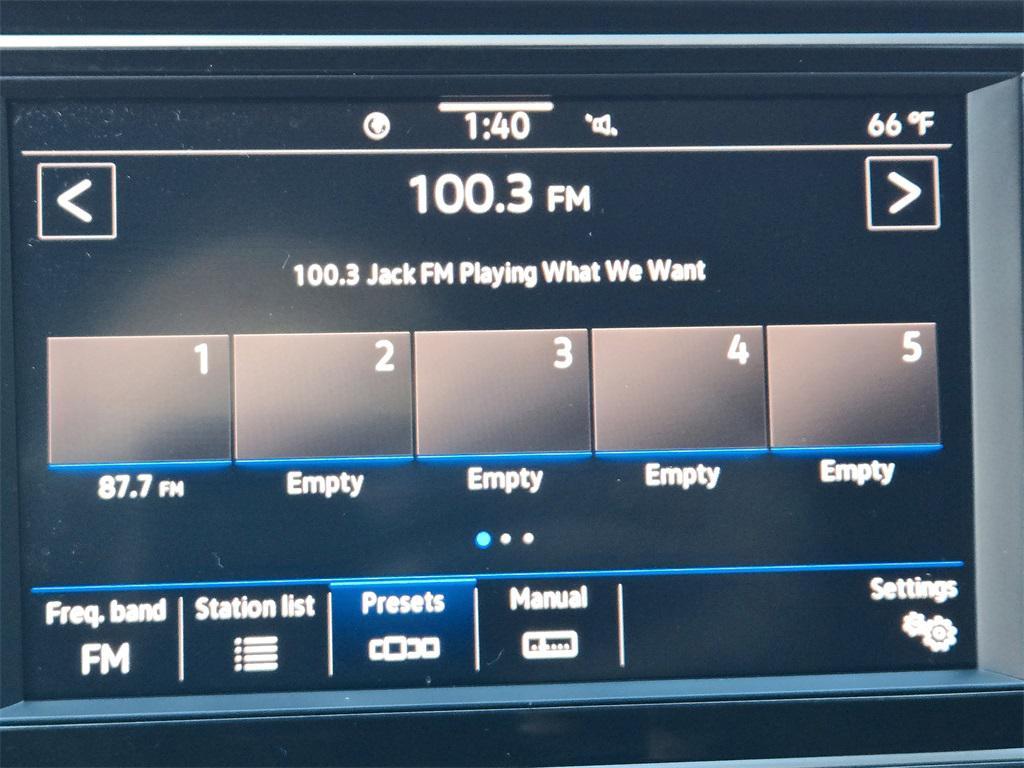 1:40
66 °F
100.3 FM
100.3 Jack FM Playing What We Want
1
2
3
4
5
87.7 FM
Empty
Empty
Empty
Empty
Freq. band
Station list
Presets
Manual
Settings
FM